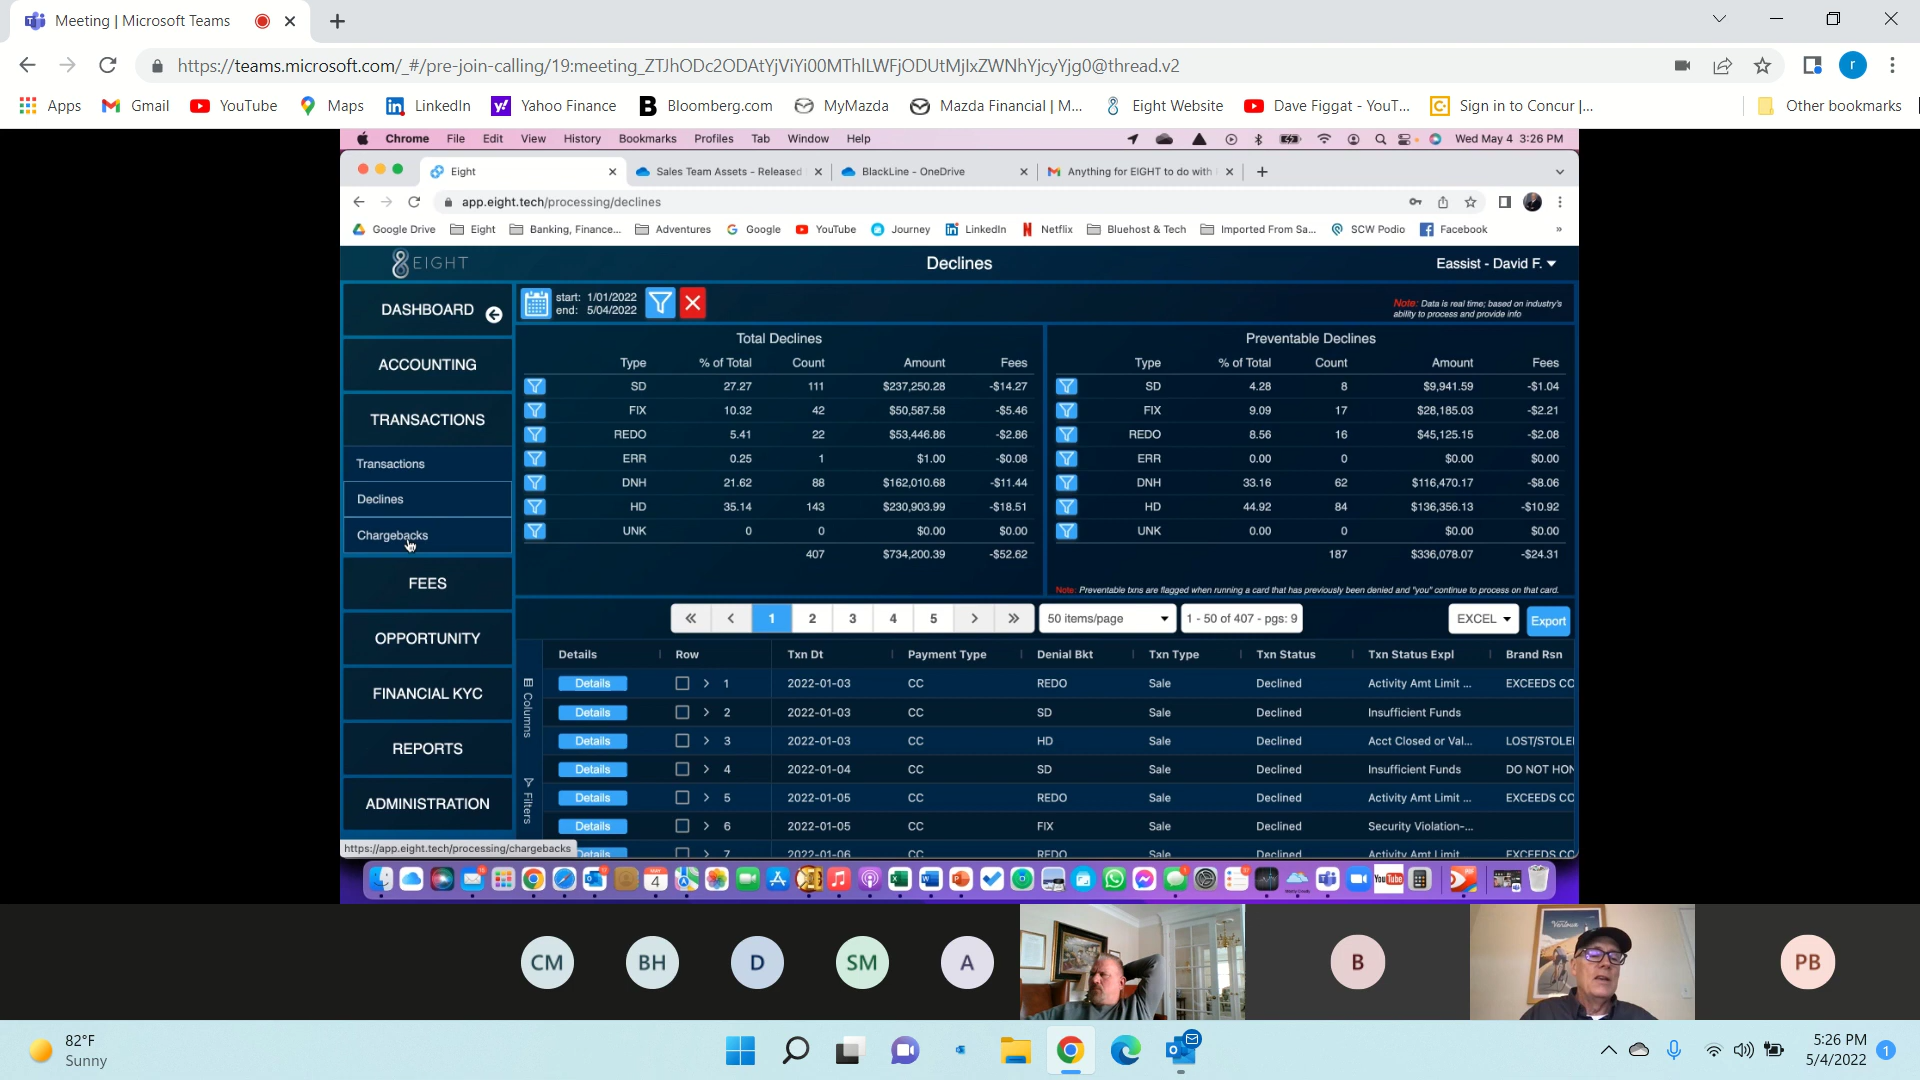 Meeting | Microsoft Teams
https://teams.microsoft.com/_#/pre-join-calling/19:meeting_ZTJhODc2ODAtYjViYi00MThlLWFjODUtMjIxZWNhYjcyYjg0@thread.v2
r
Apps Gmail YouTube Maps LinkedIn Yahoo Finance Bloomberg.com MyMazda Mazda Financial | M... Eight Website Dave Figgat - YouT... Sign in to Concur |... Other bookmarks
Chrome File Edit View History Bookmarks Profiles Tab Window Help Wed May 4 3:26 PM
Eight Sales Team Assets - Released BlackLine - OneDrive Anything for EIGHT to do with
app.eight.tech/processing/declines
Google Drive Eight Banking, Finance... Adventures Google YouTube Journey LinkedIn Netflix Bluehost & Tech Imported From Sa... SCW Podio Facebook »
EIGHT Declines Eassist - David F.
DASHBOARD
ACCOUNTING
TRANSACTIONS
Transactions
Declines
Chargebacks
FEES
OPPORTUNITY
FINANCIAL KYC
REPORTS
ADMINISTRATION
start: 1/01/2022
end: 5/04/2022
Note: Data is real time; based on industry's
ability to process and provide info
Total Declines
Type % of Total Count Amount Fees
SD 27.27 111 $237,250.28 -$14.27
FIX 10.32 42 $50,587.58 -$5.46
REDO 5.41 22 $53,446.86 -$2.86
ERR 0.25 1 $1.00 -$0.08
DNH 21.62 88 $162,010.68 -$11.44
HD 35.14 143 $230,903.99 -$18.51
UNK 0 0 $0.00 $0.00
407 $734,200.39 -$52.62
Preventable Declines
Type % of Total Count Amount Fees
SD 4.28 8 $9,941.59 -$1.04
FIX 9.09 17 $28,185.03 -$2.21
REDO 8.56 16 $45,125.15 -$2.08
ERR 0.00 0 $0.00 $0.00
DNH 33.16 62 $116,470.17 -$8.06
HD 44.92 84 $136,356.13 -$10.92
UNK 0.00 0 $0.00 $0.00
187 $336,078.07 -$24.31
Note: Preventable txns are flagged when running a card that has previously been denied and "you" continue to process on that card.
« < 1 2 3 4 5 > » 50 items/page 1 - 50 of 407 - pgs: 9 EXCEL Export
Columns
Filters
Details Row Txn Dt Payment Type Denial Bkt Txn Type Txn Status Txn Status Expl Brand Rsn
Details > 1 2022-01-03 CC REDO Sale Declined Activity Amt Limit ... EXCEEDS CO
Details > 2 2022-01-03 CC SD Sale Declined Insufficient Funds
Details > 3 2022-01-03 CC HD Sale Declined Acct Closed or Val... LOST/STOLE
Details > 4 2022-01-04 CC SD Sale Declined Insufficient Funds DO NOT HON
Details > 5 2022-01-05 CC REDO Sale Declined Activity Amt Limit ... EXCEEDS CO
Details > 6 2022-01-05 CC FIX Sale Declined Security Violation-...
Details > 7 2022-01-06 CC REDO Sale Declined Activity Amt Limit EXCEEDS CO
https://app.eight.tech/processing/chargebacks
MAY
4
YouTube
CM BH D SM A B PB
82°F
Sunny
5:26 PM
5/4/2022
1